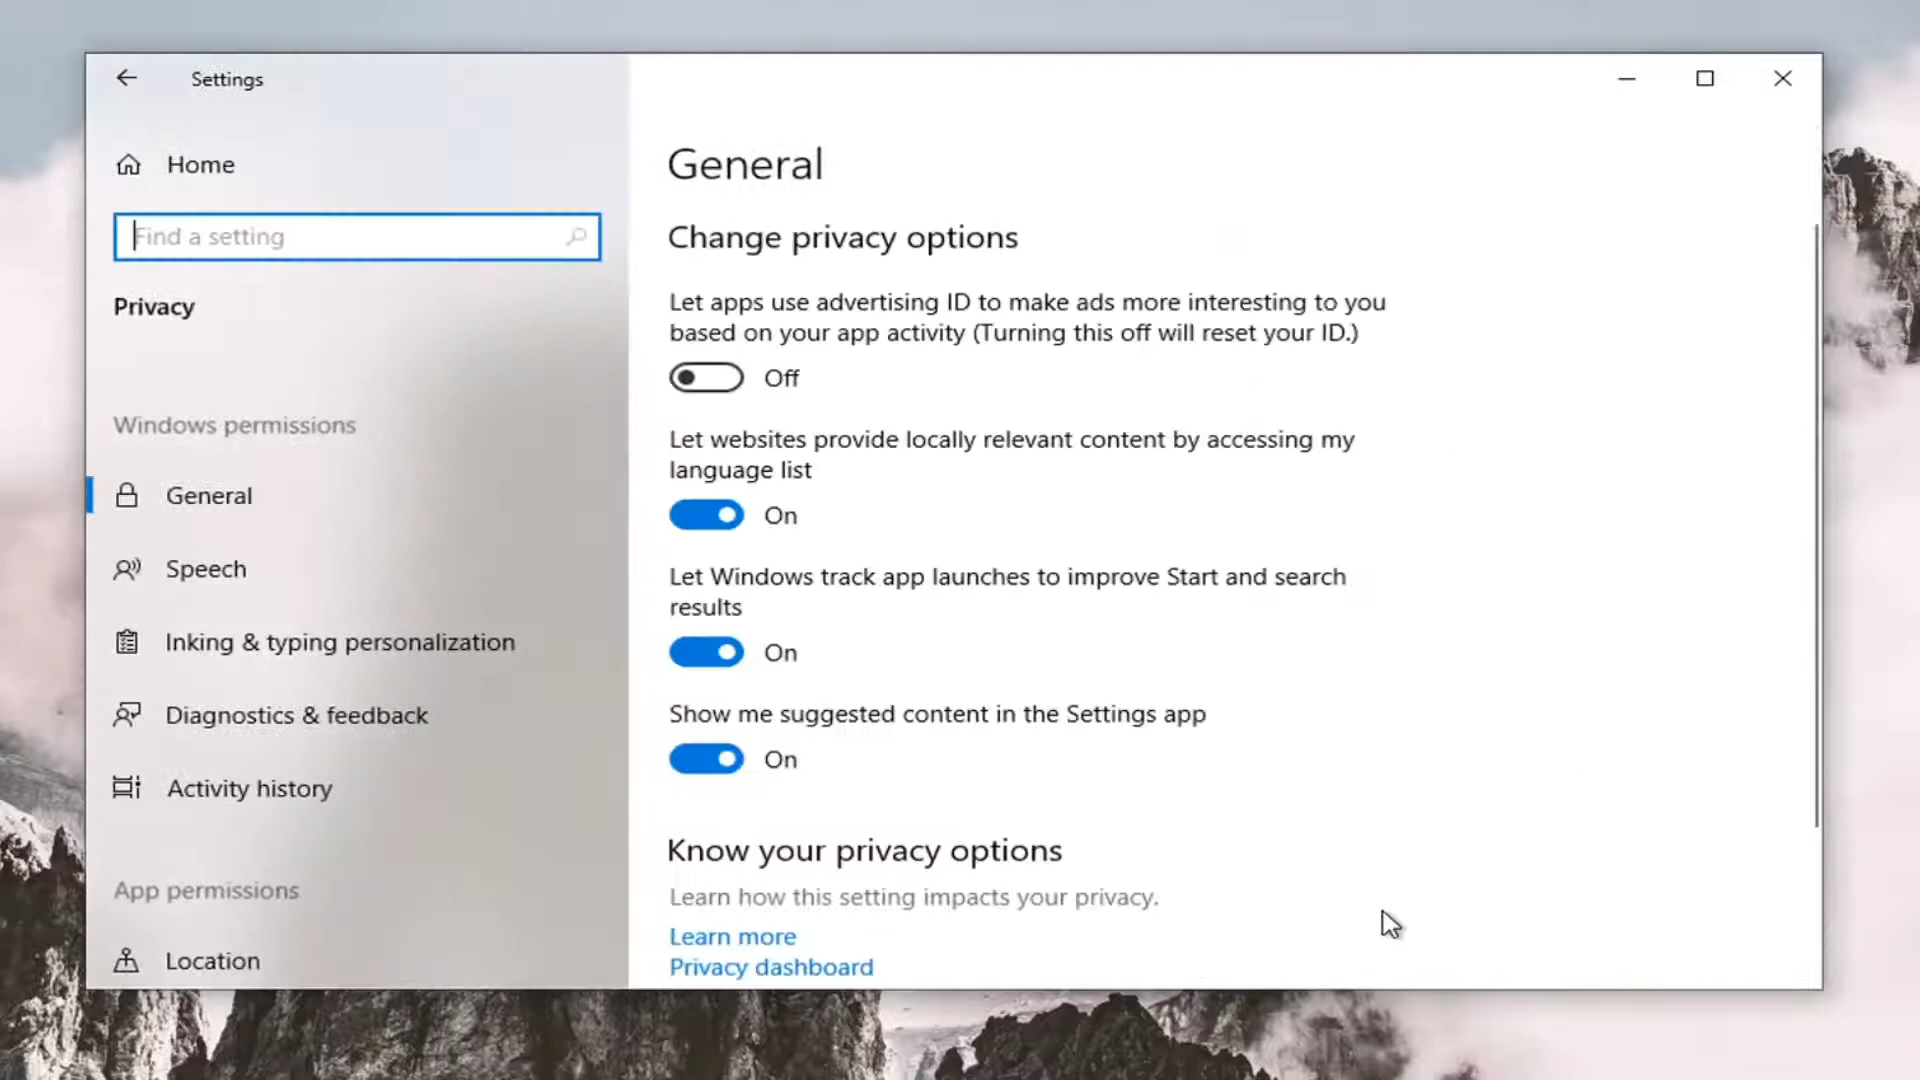 Settings
Home
Find a setting
Privacy
Windows permissions
General
Speech
Inking & typing personalization
Diagnostics & feedback
Activity history
App permissions
Location
General
Change privacy options
Let apps use advertising ID to make ads more interesting to you
based on your app activity (Turning this off will reset your ID.)
Off
Let websites provide locally relevant content by accessing my
language list
On
Let Windows track app launches to improve Start and search
results
On
Show me suggested content in the Settings app
On
Know your privacy options
Learn how this setting impacts your privacy.
Learn more
Privacy dashboard